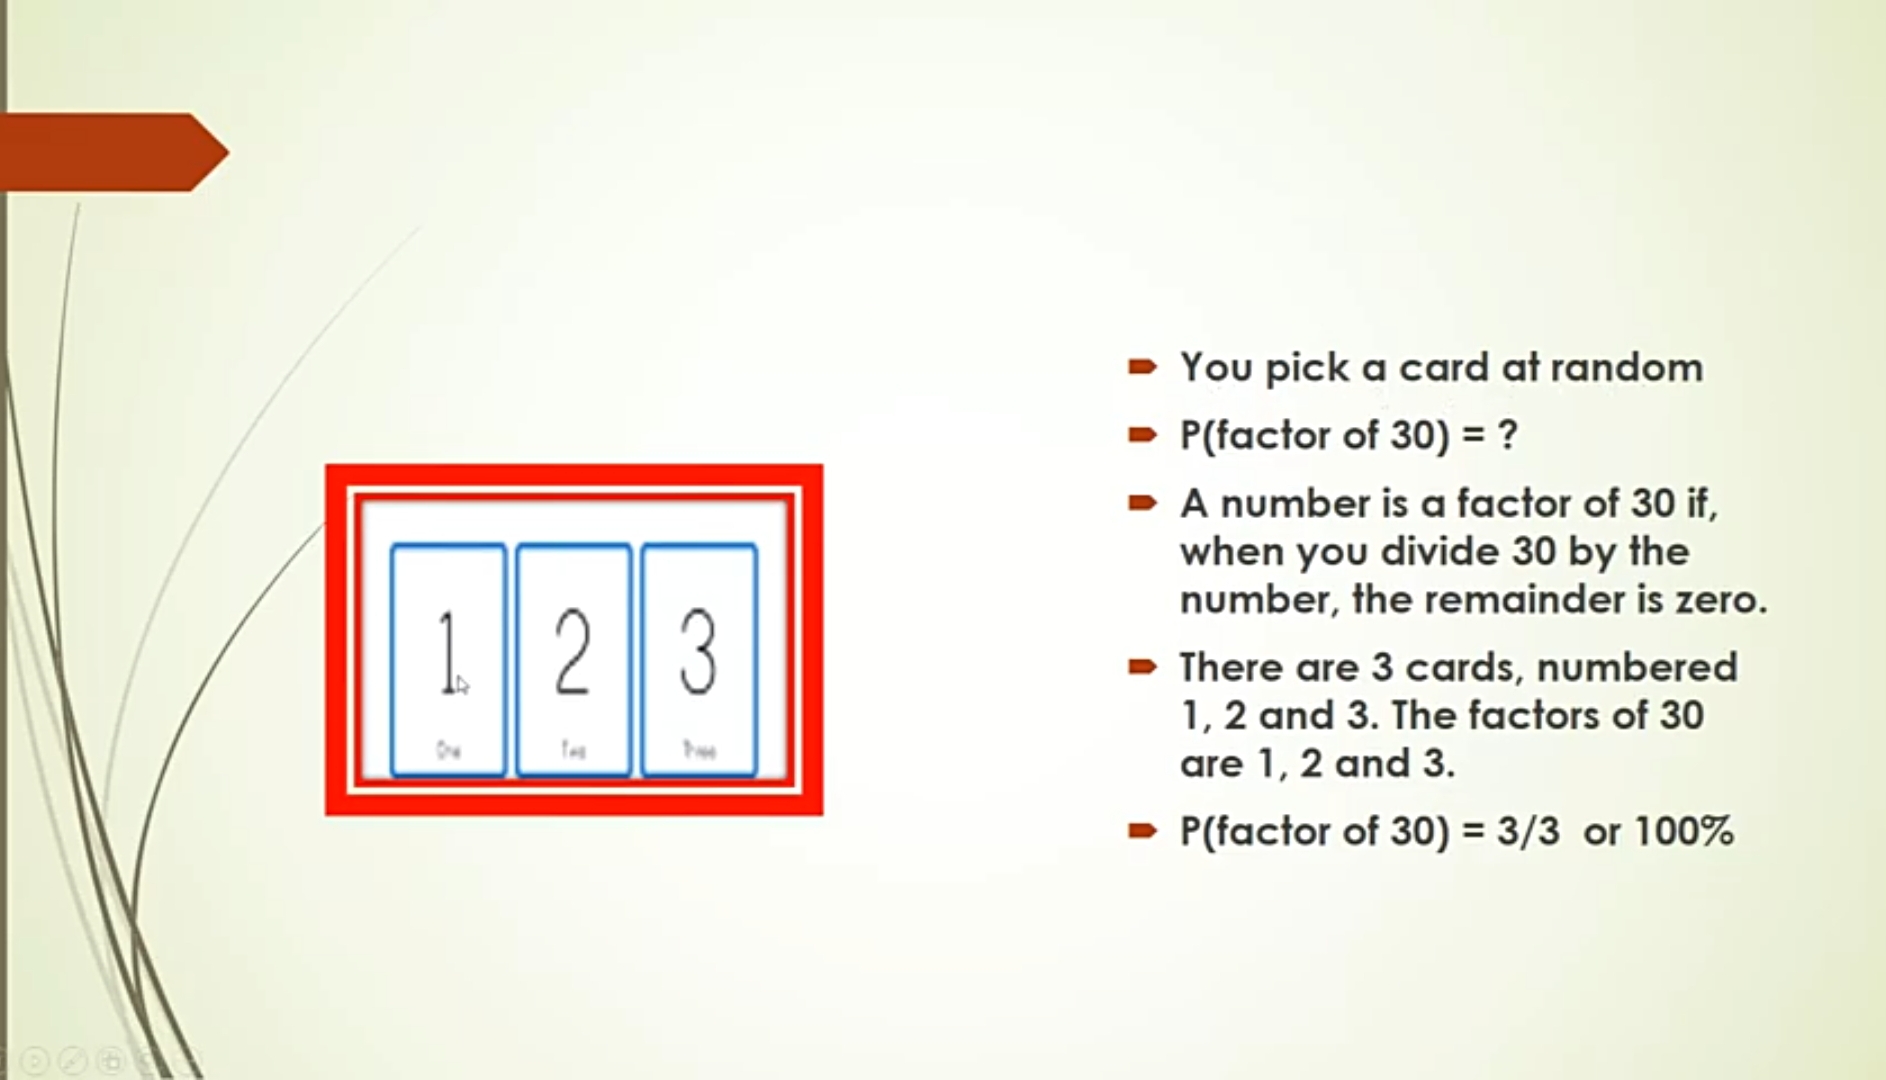 You pick a card at random
P(factor of 30) = ?
A number is a factor of 30 if,
when you divide 30 by the
number, the remainder is zero.
There are 3 cards, numbered
1, 2 and 3. The factors of 30
are 1, 2 and 3.
P(factor of 30) = 3/3 or 100%
1 2 3
One Two Three